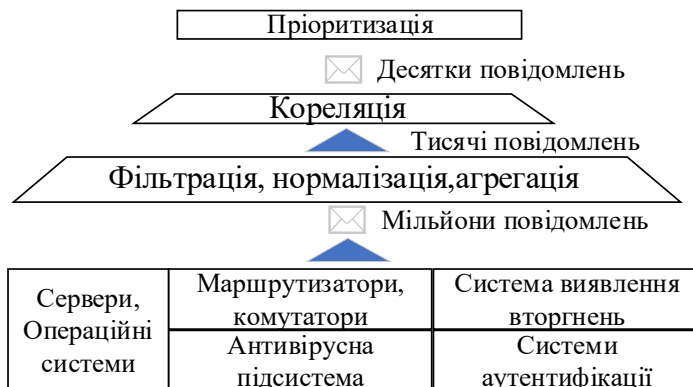 Пріоритизація
Десятки повідомлень
Кореляція
Тисячі повідомлень
Фільтрація, нормалізація,агрегація
Мільйони повідомлень
Сервери,
Операційні
системи
Маршрутизатори,
комутатори
Система виявлення
вторгнень
Антивірусна
підсистема
Системи
аутентифікації